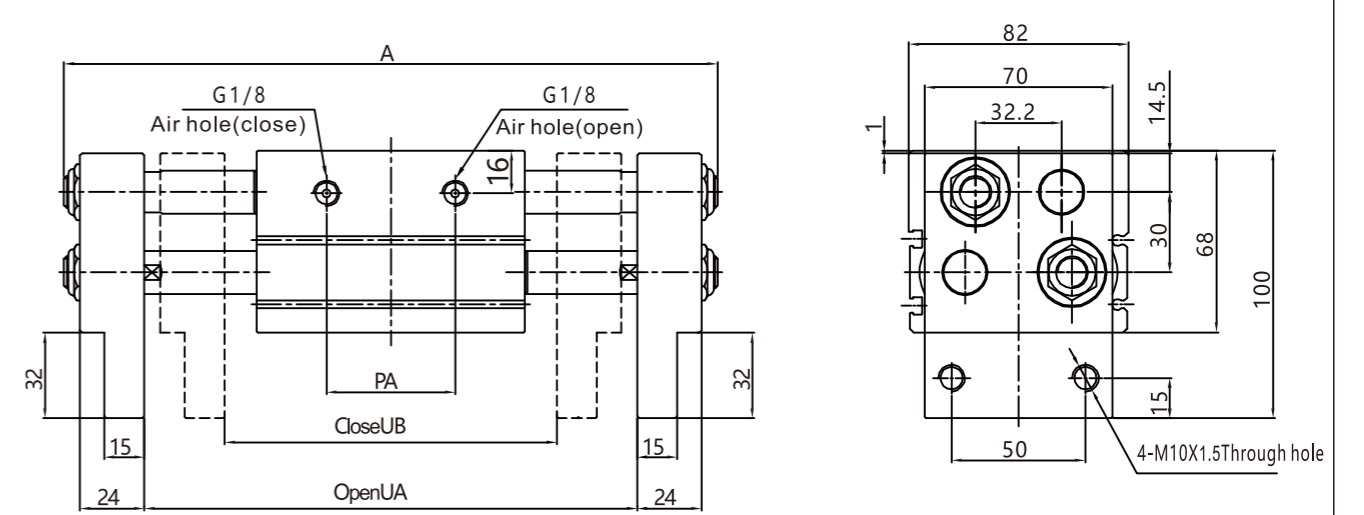 A
G1/8
Air hole(close)
G1/8
Air hole(open)
16
32
32
PA
CloseUB
15
15
24
OpenUA
24
82
70
32.2
14.5
1
30
68
100
15
50
4-M10X1.5Through hole